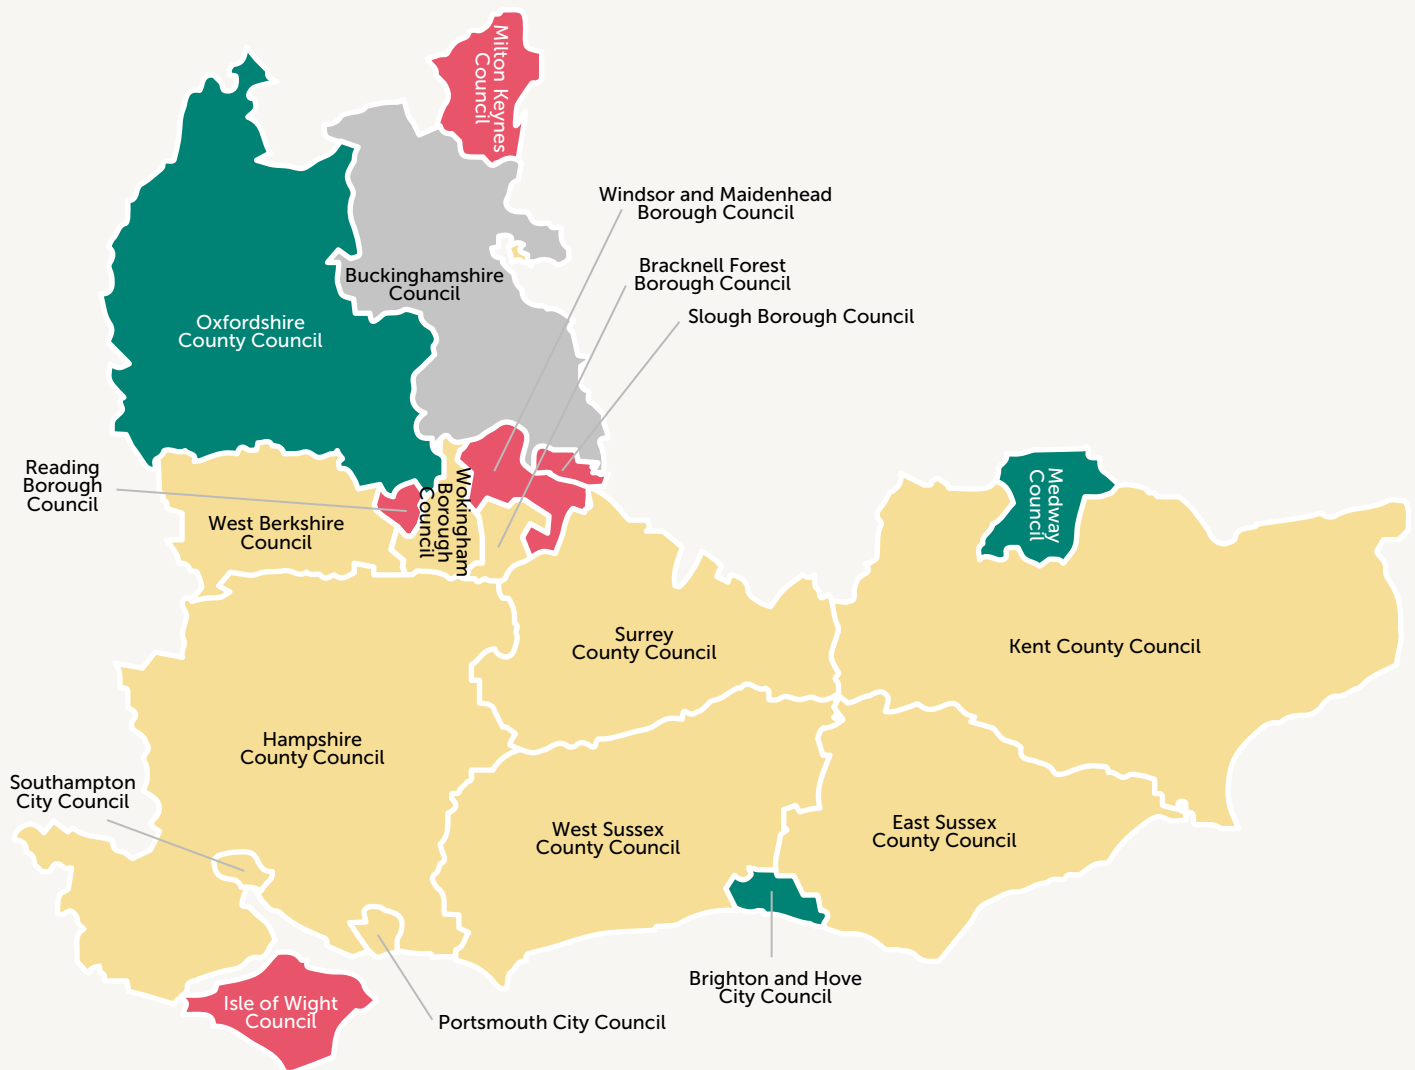 Milton Keynes
Council
Windsor and Maidenhead
Borough Council
Bracknell Forest
Borough Council
Slough Borough Council
Buckinghamshire
Council
Oxfordshire
County Council
Reading
Borough
Council
West Berkshire
Council
Wokingham
Borough
Council
Medway
Council
Surrey
County Council
Kent County Council
Hampshire
County Council
Southampton
City Council
West Sussex
County Council
East Sussex
County Council
Brighton and Hove
City Council
Isle of Wight
Council
Portsmouth City Council